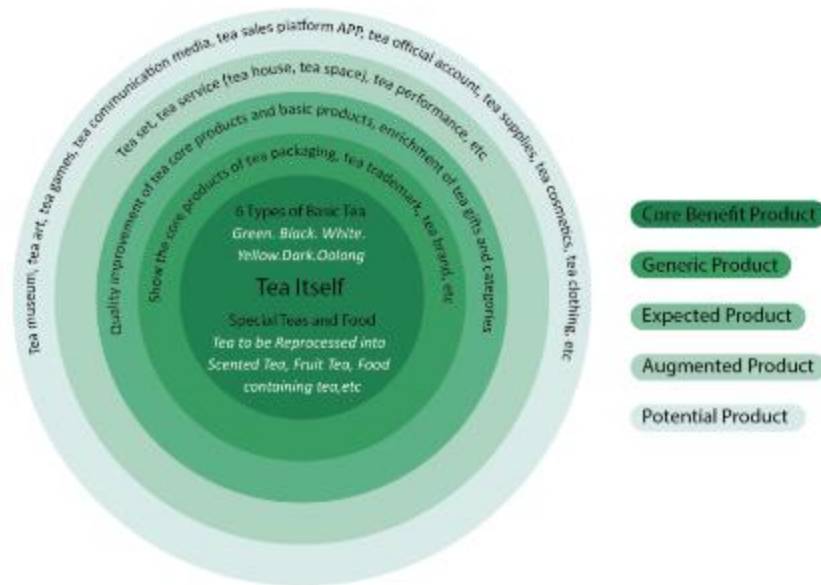 Tea museum, tea art, tea games, tea communication media, tea sales platform APP, tea official account, tea supplies, tea cosmetics, tea clothing, etc
Tea set, tea service (tea house, tea space), tea performance, etc
Quality improvement of tea core products and basic products, enrichment of tea gifts and categories
Show the core products of tea packaging, tea trademark, tea brand, etc
6 Types of Basic Tea
Green. Black. White.
Yellow.Dark.Oolong
Tea Itself
Special Teas and Food
Tea to be Reprocessed into
Scented Tea, Fruit Tea, Food
containing tea,etc
Core Benefit Product
Generic Product
Expected Product
Augmented Product
Potential Product